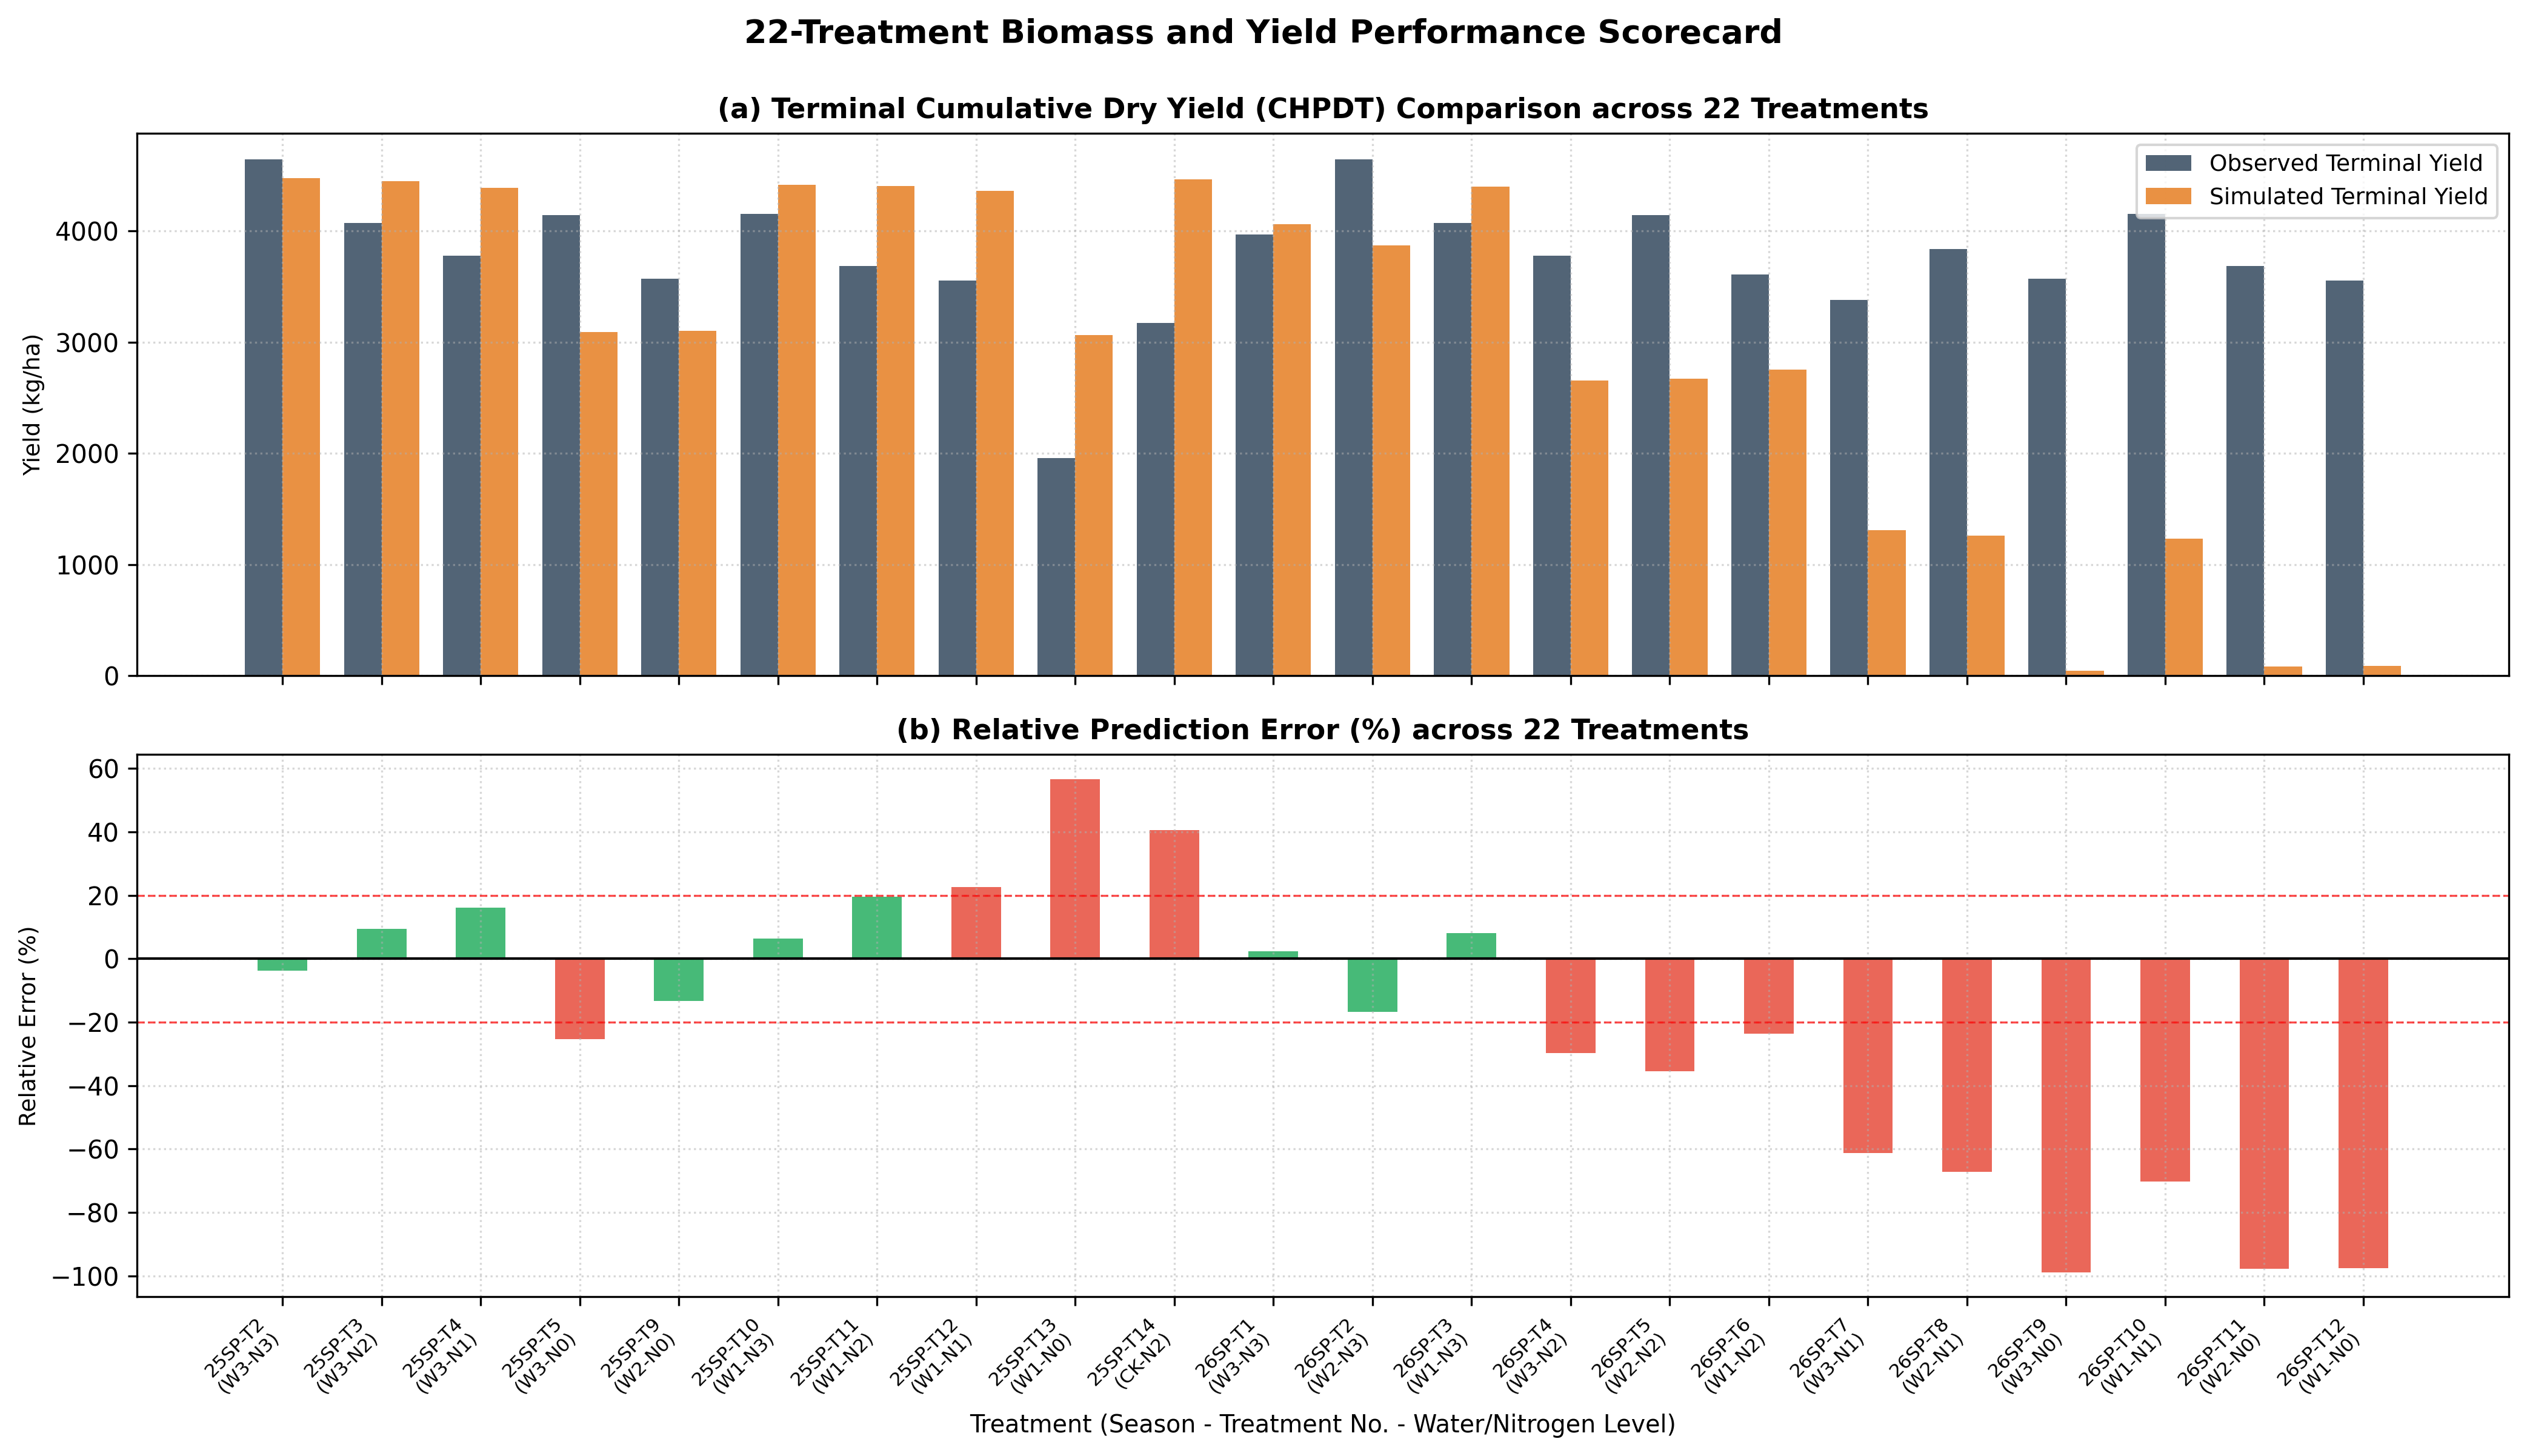 22-Treatment Biomass and Yield Performance Scorecard
(a) Terminal Cumulative Dry Yield (CHPDT) Comparison across 22 Treatments
Observed Terminal Yield
Simulated Terminal Yield
Yield (kg/ha)
4000
3000
2000
1000
0
(b) Relative Prediction Error (%) across 22 Treatments
Relative Error (%)
60
40
20
0
−20
−40
−60
−80
−100
25SP-T2
(W3-N3)
25SP-T3
(W3-N2)
25SP-T4
(W3-N1)
25SP-T5
(W3-N0)
25SP-T9
(W2-N0)
25SP-T10
(W1-N3)
25SP-T11
(W1-N2)
25SP-T12
(W1-N1)
25SP-T13
(W1-N0)
25SP-T14
(CK-N2)
26SP-T1
(W3-N3)
26SP-T2
(W2-N3)
26SP-T3
(W1-N3)
26SP-T4
(W3-N2)
26SP-T5
(W2-N2)
26SP-T6
(W1-N2)
26SP-T7
(W3-N1)
26SP-T8
(W2-N1)
26SP-T9
(W3-N0)
26SP-T10
(W1-N1)
26SP-T11
(W2-N0)
26SP-T12
(W1-N0)
Treatment (Season - Treatment No. - Water/Nitrogen Level)